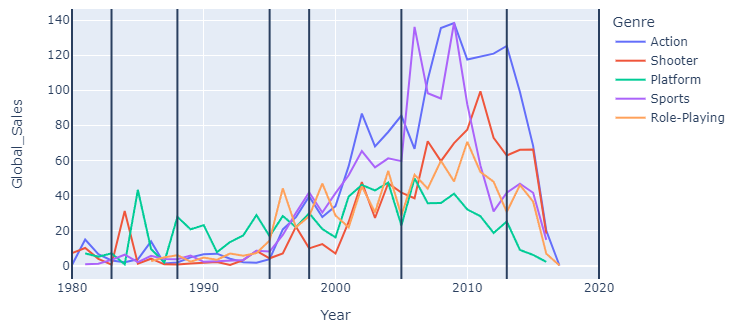 Genre
Action
Shooter
Platform
Sports
Role-Playing
Global_Sales
140
120
100
80
60
40
20
0
1980
1990
2000
2010
2020
Year